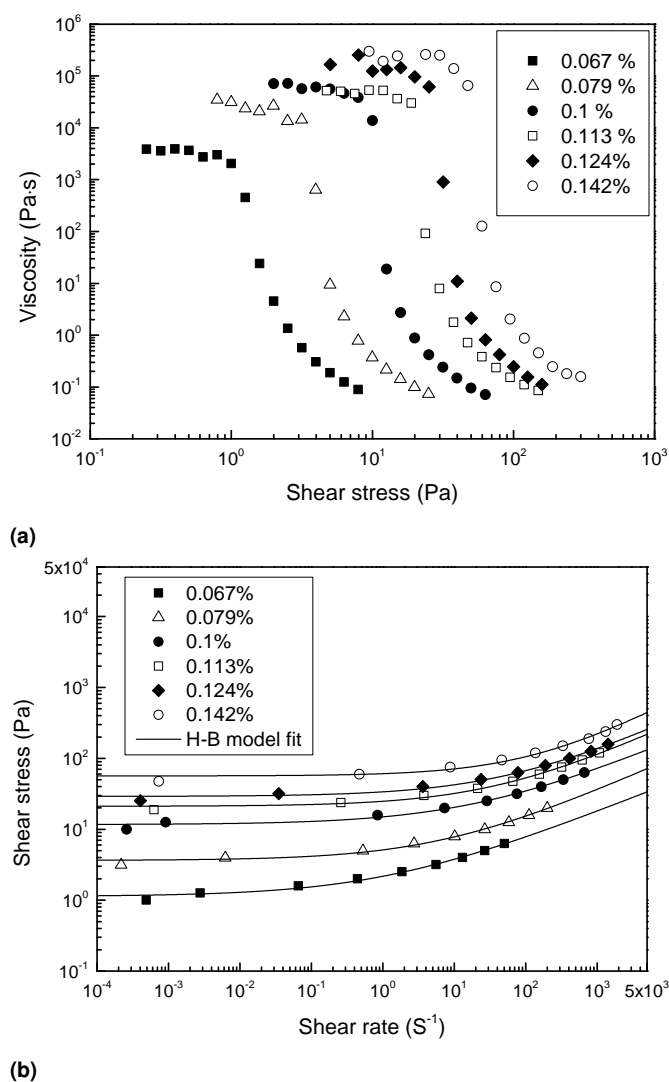 10^6
10^5
10^4
10^3
10^2
10^1
10^0
10^-1
10^-2
Viscosity (Pa·s)
0.067 %
0.079 %
0.1 %
0.113 %
0.124%
0.142%
10^-1 10^0 10^1 10^2 10^3
Shear stress (Pa)
(a)
5x10^4
10^4
10^3
10^2
10^1
10^0
10^-1
Shear stress (Pa)
0.067%
0.079%
0.1%
0.113%
0.124%
0.142%
H-B model fit
10^-4 10^-3 10^-2 10^-1 10^0 10^1 10^2 10^3 5x10^3
Shear rate (S^-1)
(b)